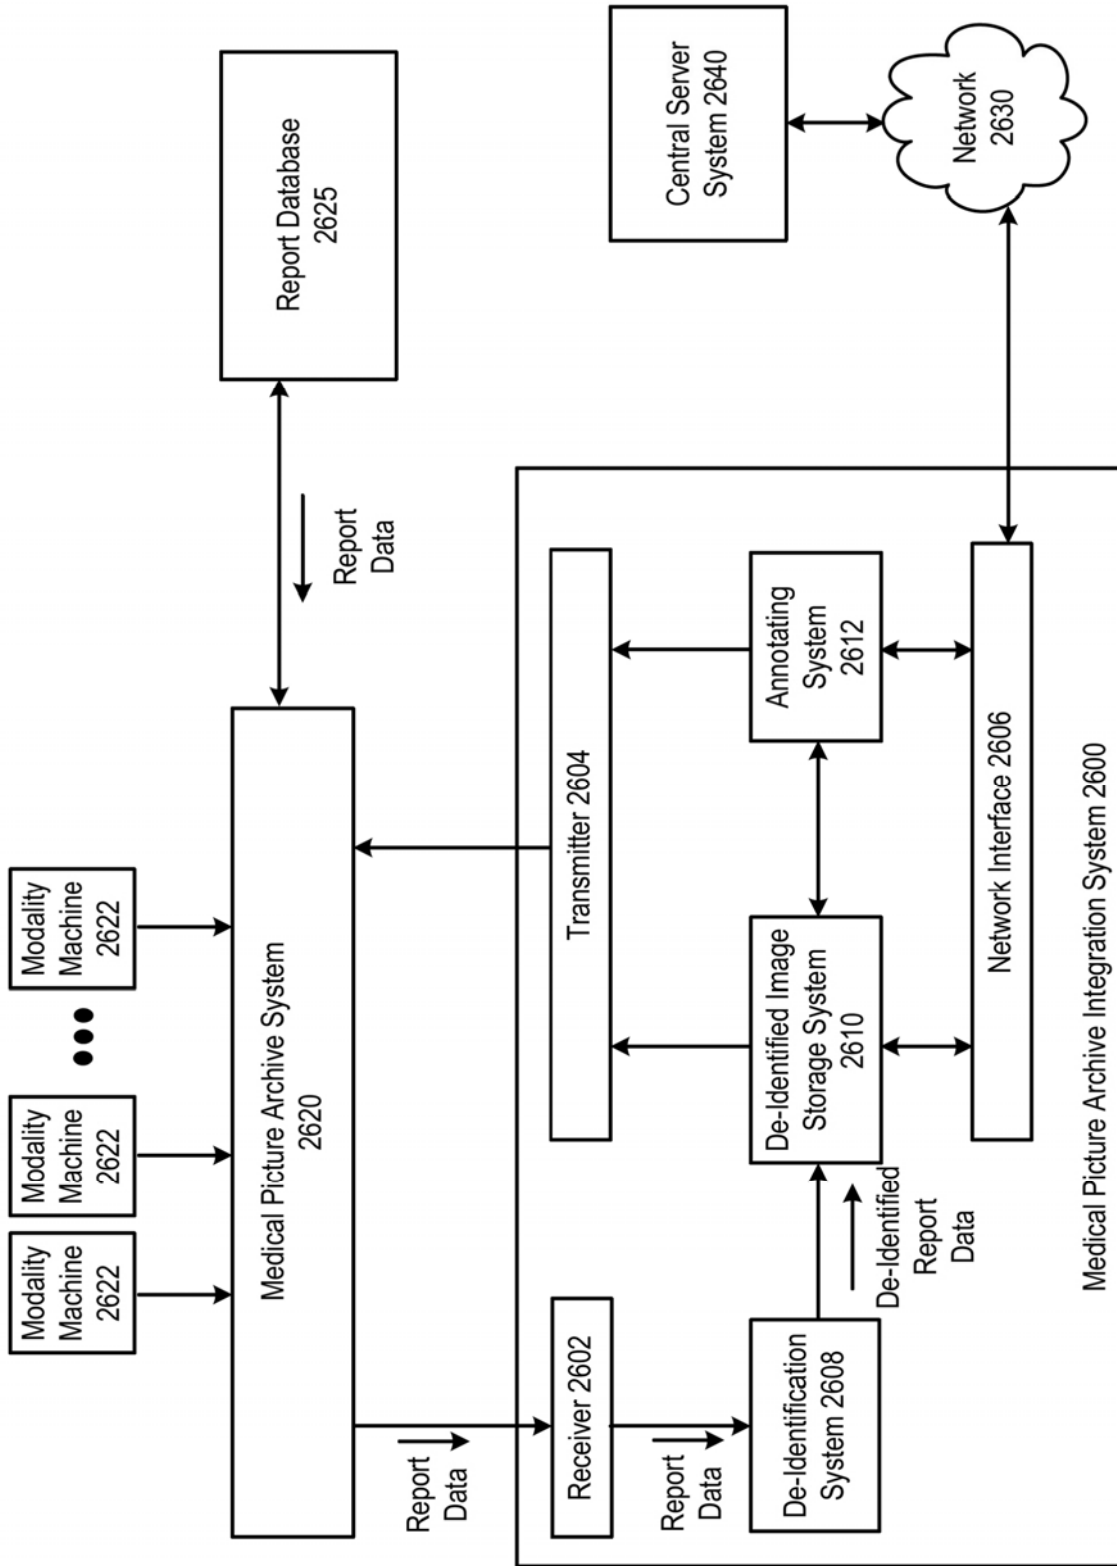 Modality
Machine
2622
Modality
Machine
2622
Modality
Machine
2622
Medical Picture Archive System
2620
Report
Data
Report Database
2625
Report
Data
Receiver 2602
Report
Data
De-Identification
System 2608
De-Identified
Report
Data
Transmitter 2604
De-Identified Image
Storage System
2610
Annotating
System
2612
Network Interface 2606
Medical Picture Archive Integration System 2600
Central Server
System 2640
Network
2630